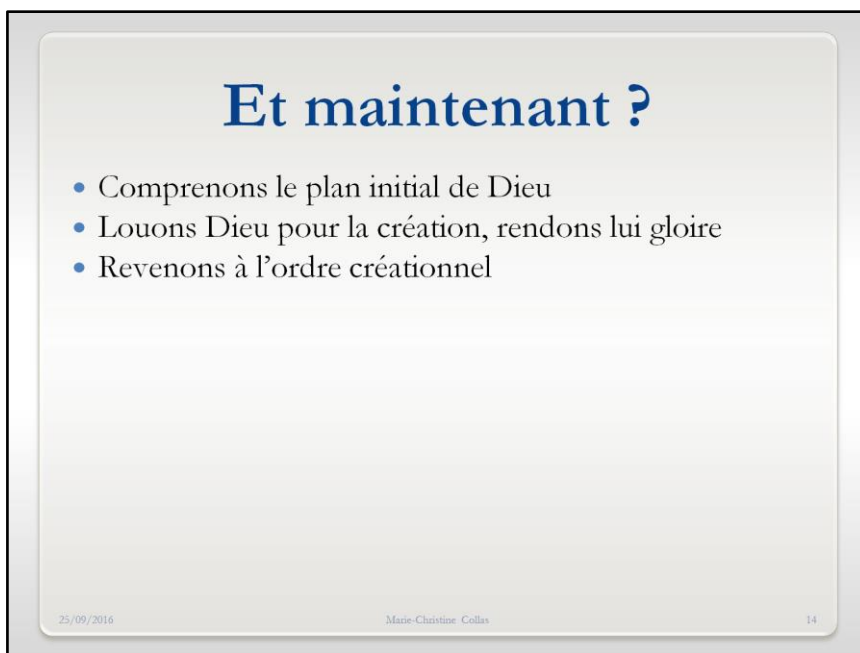 Et maintenant ?
• Comprenons le plan initial de Dieu
• Louons Dieu pour la création, rendons lui gloire
• Revenons à l’ordre créationnel
25/09/2016
Marie-Christine Collas
14